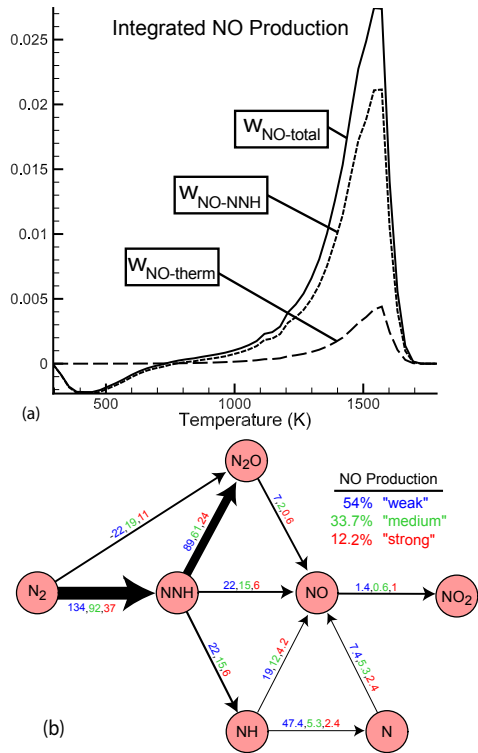 Integrated NO Production
0.025
0.02
0.015
0.01
0.005
0
W NO-total
W NO-NNH
W NO-therm
500
1000
1500
Temperature (K)
(a)
N2O
NO Production
54% "weak"
33.7% "medium"
12.2% "strong"
-22,19,11
89,61,24
7,2,0.6
N2
134,92,37
NNH
22,15,6
NO
1.4,0.6,1
NO2
22,15,6
19,12,4.2
7.4,5.3,2.4
(b)
NH
47.4,5.3,2.4
N